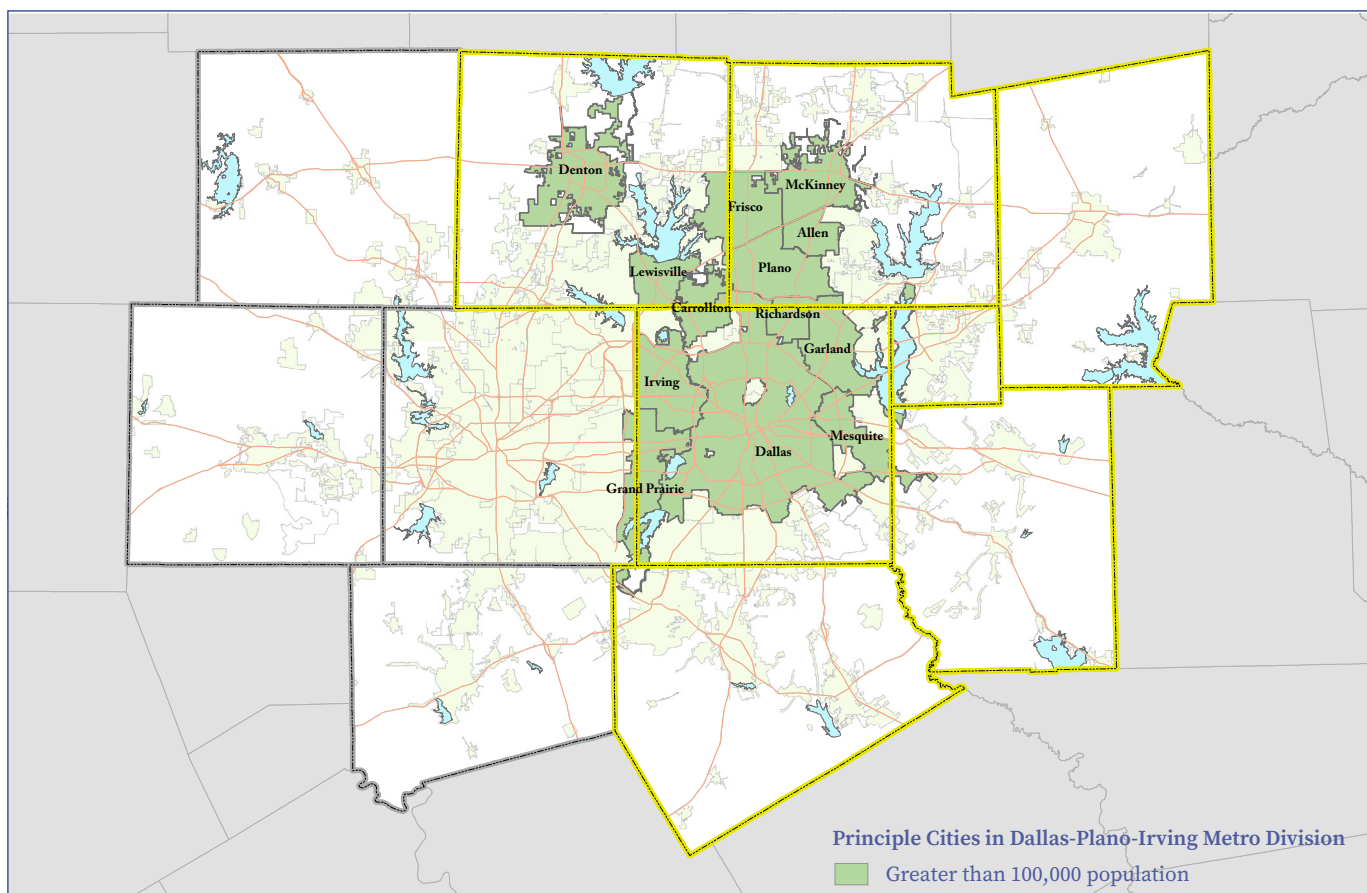 Denton
McKinney
Frisco
Allen
Plano
Lewisville
Carrollton
Richardson
Garland
Irving
Mesquite
Dallas
Grand Prairie
Principle Cities in Dallas-Plano-Irving Metro Division
Greater than 100,000 population